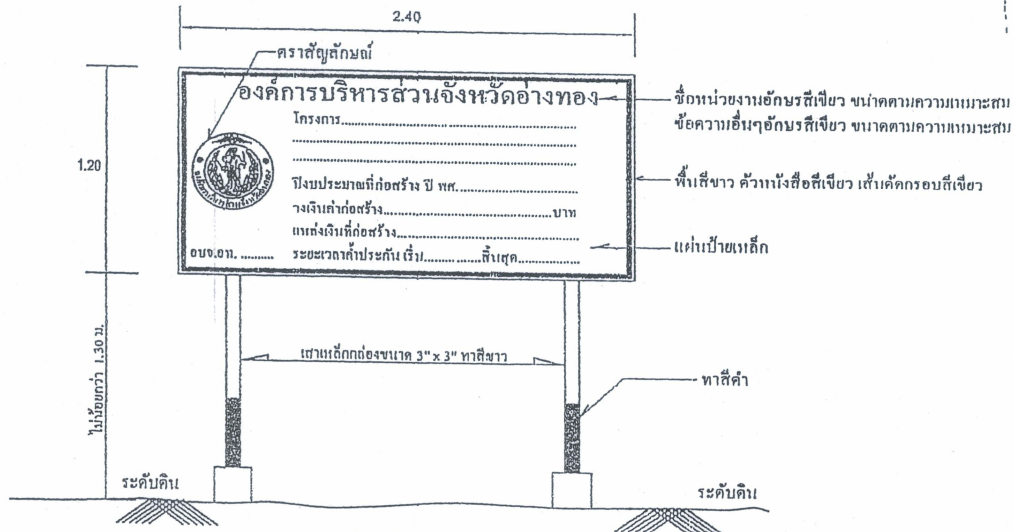 2.40
ตราสัญลักษณ์
องค์การบริหารส่วนจังหวัดอ่างทอง
ชื่อหน่วยงานอักษรสีเขียว ขนาดตามความเหมาะสม
ข้อความอื่นๆอักษรสีเขียว ขนาดตามความเหมาะสม
โครงการ
1.20
ปีงบประมาณที่ก่อสร้าง ปี พศ.
พื้นสีขาว ตัวหนังสือสีเขียว เส้นตัดกรอบสีเขียว
วงเงินค่าก่อสร้าง บาท
แหล่งเงินที่ก่อสร้าง
แผ่นป้ายเหล็ก
อบจ.อท. ..........
ระยะเวลาค้ำประกัน เริ่ม สิ้นสุด
ไม่น้อยกว่า 1.30 ม.
เสาเหล็กกล่องขนาด 3" x 3" ทาสีขาว
ทาสีดำ
ระดับดิน
ระดับดิน